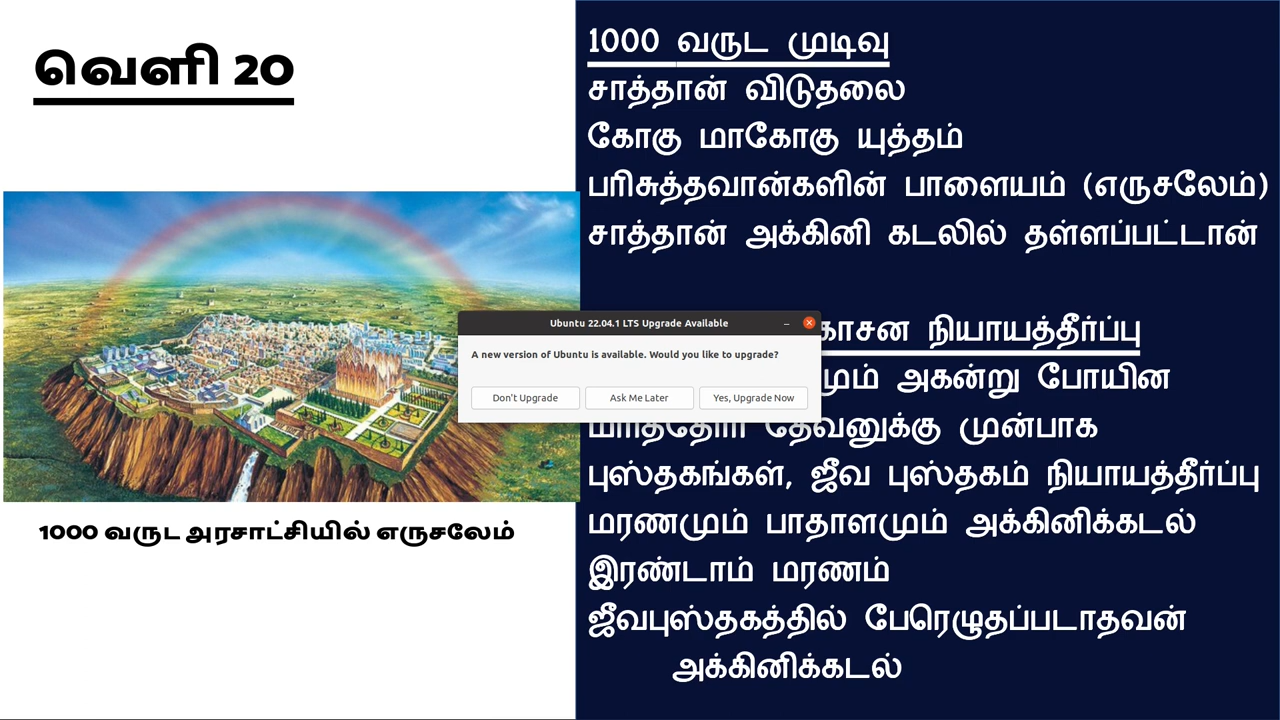 வெளி 20
1000 வருட அரசாட்சியில் எருசலேம்
1000 வருட முடிவு
சாத்தான் விடுதலை
கோகு மாகோகு யுத்தம்
பரிசுத்தவான்களின் பாளையம் (எருசலேம்)
சாத்தான் அக்கினி கடலில் தள்ளப்பட்டான்
நியாயத்தீர்ப்பு
அகன்று போயின
தேவனுக்கு முன்பாக
புஸ்தகங்கள், ஜீவ புஸ்தகம் நியாயத்தீர்ப்பு
மரணமும் பாதாளமும் அக்கினிக்கடல்
இரண்டாம் மரணம்
ஜீவபுஸ்தகத்தில் பேரெழுதப்படாதவன்
அக்கினிக்கடல்
Ubuntu 22.04.1 LTS Upgrade Available
A new version of Ubuntu is available. Would you like to upgrade?
Don't Upgrade
Ask Me Later
Yes, Upgrade Now